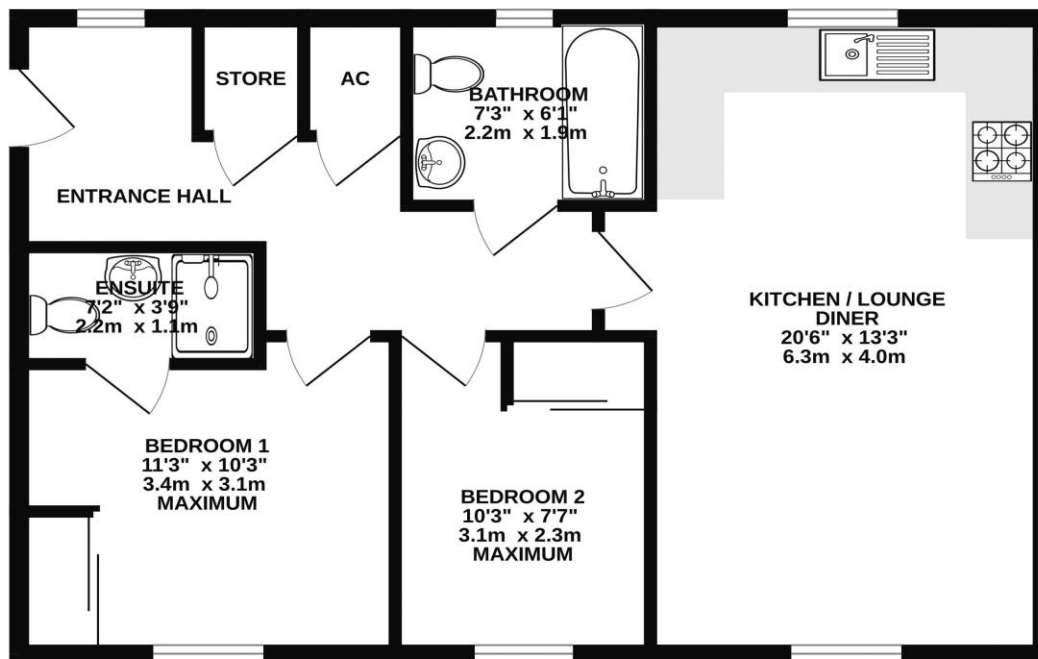 STORE
AC
BATHROOM
7'3" x 6'1"
2.2m x 1.9m
ENTRANCE HALL
ENSUITE
7'2" x 3'9"
2.2m x 1.1m
KITCHEN / LOUNGE
DINER
20'6" x 13'3"
6.3m x 4.0m
BEDROOM 1
11'3" x 10'3"
3.4m x 3.1m
MAXIMUM
BEDROOM 2
10'3" x 7'7"
3.1m x 2.3m
MAXIMUM